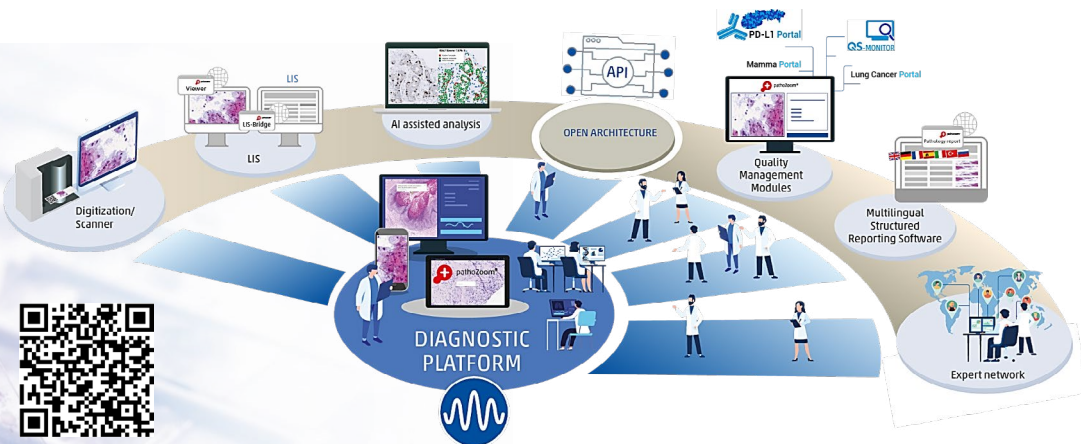 PD-L1 Portal
QS-MONITOR
Mamma Portal
Lung Cancer Portal
API
LIS
Viewer
LIS-Bridge
AI assisted analysis
OPEN ARCHITECTURE
pathoZoom®
Pathology report
LIS
Quality
Management
Modules
Digitization/
Scanner
Multilingual
Structured
Reporting Software
pathoZoom®
DIAGNOSTIC
PLATFORM
Expert network